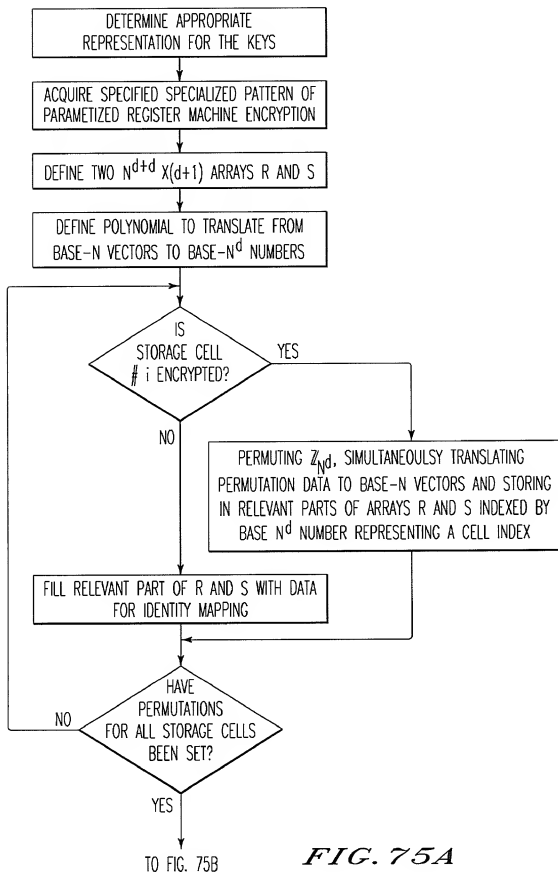 DETERMINE APPROPRIATE
REPRESENTATION FOR THE KEYS
ACQUIRE SPECIFIED SPECIALIZED PATTERN OF
PARAMETIZED REGISTER MACHINE ENCRYPTION
DEFINE TWO N^d+d X(d+1) ARRAYS R AND S
DEFINE POLYNOMIAL TO TRANSLATE FROM
BASE-N VECTORS TO BASE-N^d NUMBERS
IS
STORAGE CELL
# i ENCRYPTED?
YES
NO
PERMUTING ℤ_N^d, SIMULTANEOULSY TRANSLATING
PERMUTATION DATA TO BASE-N VECTORS AND STORING
IN RELEVANT PARTS OF ARRAYS R AND S INDEXED BY
BASE N^d NUMBER REPRESENTING A CELL INDEX
FILL RELEVANT PART OF R AND S WITH DATA
FOR IDENTITY MAPPING
HAVE
PERMUTATIONS
FOR ALL STORAGE CELLS
BEEN SET?
NO
YES
TO FIG. 75B
FIG. 75A